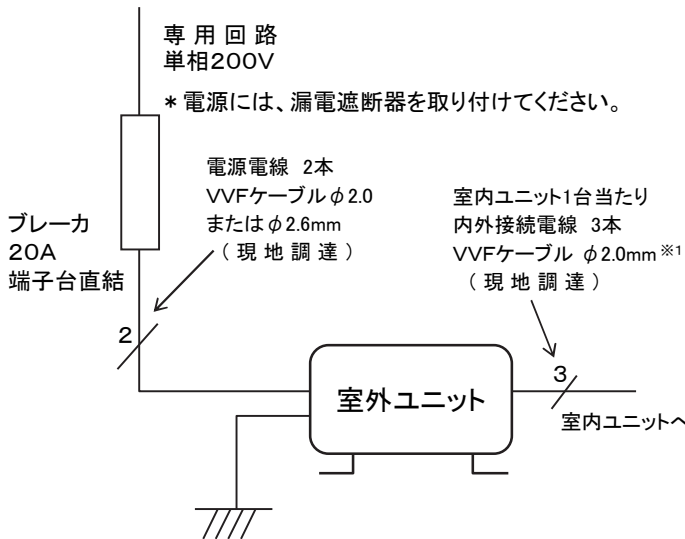 専用回路
単相200V
＊電源には、漏電遮断器を取り付けてください。
電源電線 2本
VVFケーブルφ2.0
またはφ2.6mm
（現地調達）
室内ユニット1台当たり
内外接続電線 3本
VVFケーブル φ2.0mm※1
（現地調達）
ブレーカ
20A
端子台直結
2
3
室外ユニット
室内ユニットへ